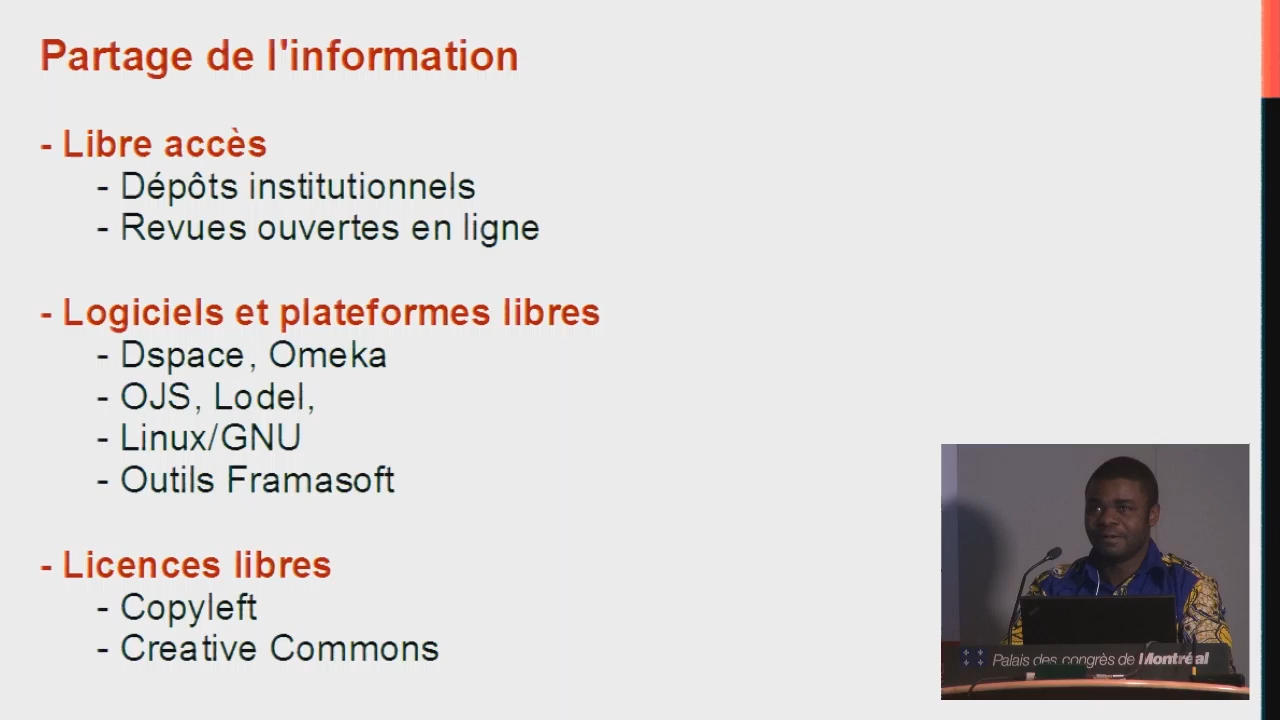 Partage de l'information
- Libre accès
- Dépôts institutionnels
- Revues ouvertes en ligne
- Logiciels et plateformes libres
- Dspace, Omeka
- OJS, Lodel,
- Linux/GNU
- Outils Framasoft
- Licences libres
- Copyleft
- Creative Commons
Palais des congrès de Montréal